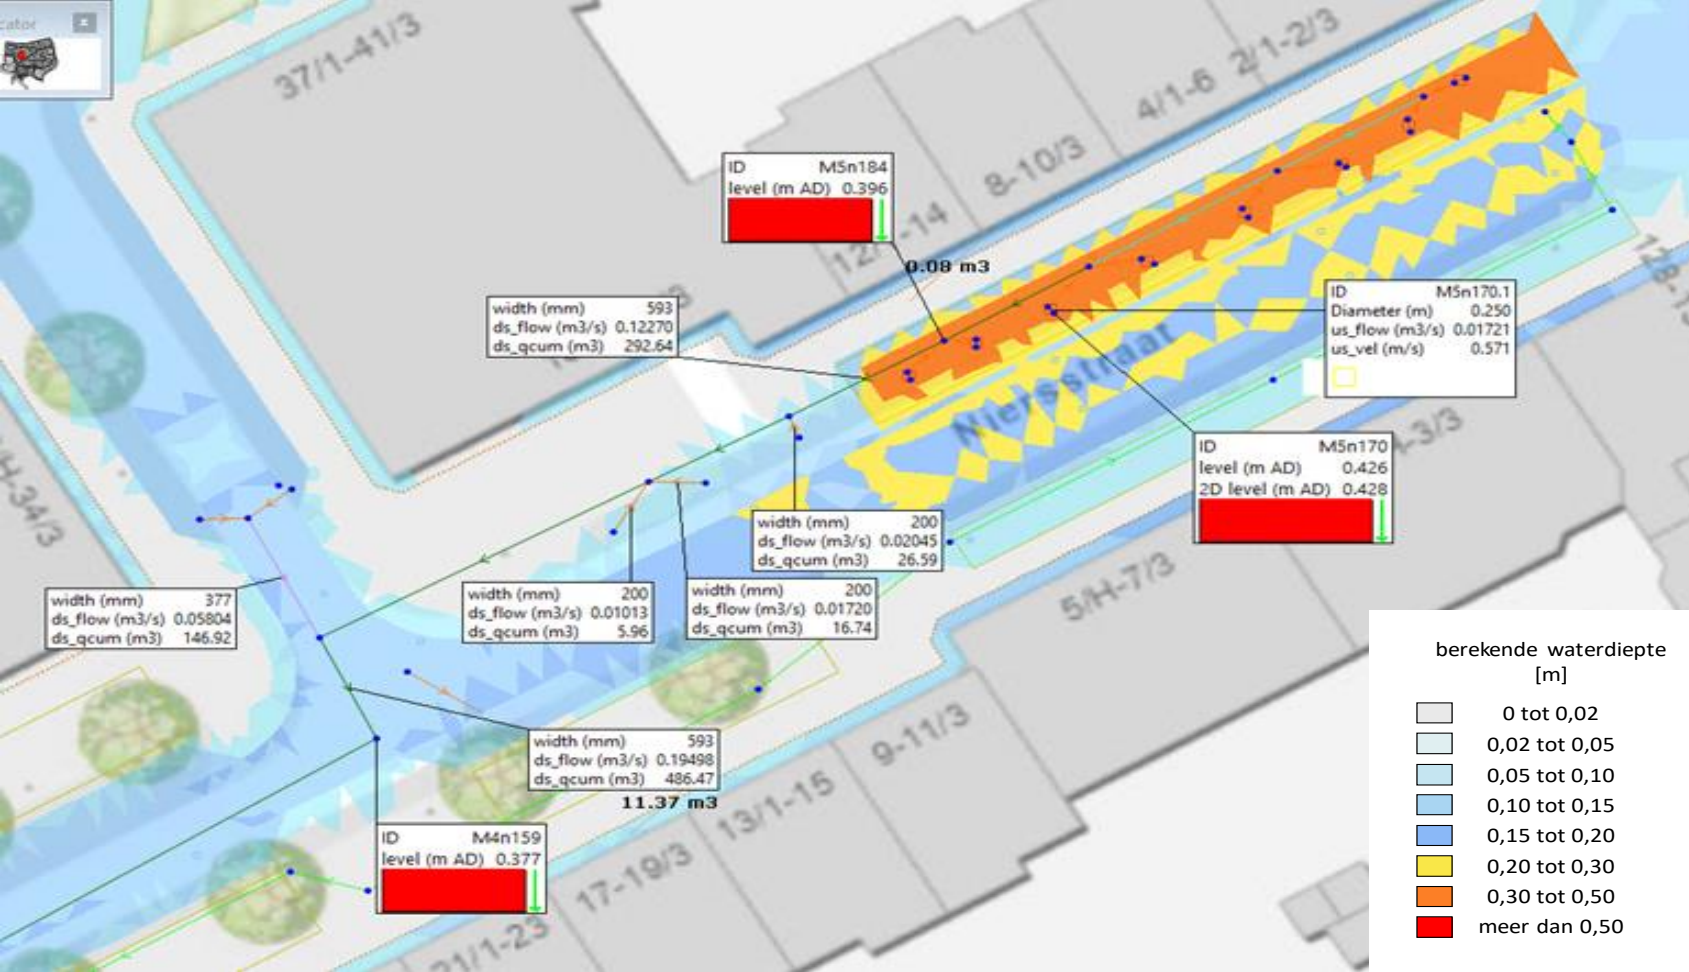 cator
x
37/1-41/3
2/1-2/3
4/1-6
8-10/3
ID M5n184
level (m AD) 0.396
0.08 m3
width (mm) 593
ds_flow (m3/s) 0.12270
ds_qcum (m3) 292.64
ID M5n170.1
Diameter (m) 0.250
us_flow (m3/s) 0.01721
us_vel (m/s) 0.571
Niersstraat
ID M5n170
level (m AD) 0.426
2D level (m AD) 0.428
-3/3
H-34/3
width (mm) 200
ds_flow (m3/s) 0.02045
ds_qcum (m3) 26.59
width (mm) 377
ds_flow (m3/s) 0.05804
ds_qcum (m3) 146.92
width (mm) 200
ds_flow (m3/s) 0.01013
ds_qcum (m3) 5.96
width (mm) 200
ds_flow (m3/s) 0.01720
ds_qcum (m3) 16.74
5/H-7/3
9-11/3
width (mm) 593
ds_flow (m3/s) 0.19498
ds_qcum (m3) 486.47
11.37 m3
13/1-15
ID M4n159
level (m AD) 0.377
17-19/3
21/1-23
berekende waterdiepte
[m]
0 tot 0,02
0,02 tot 0,05
0,05 tot 0,10
0,10 tot 0,15
0,15 tot 0,20
0,20 tot 0,30
0,30 tot 0,50
meer dan 0,50